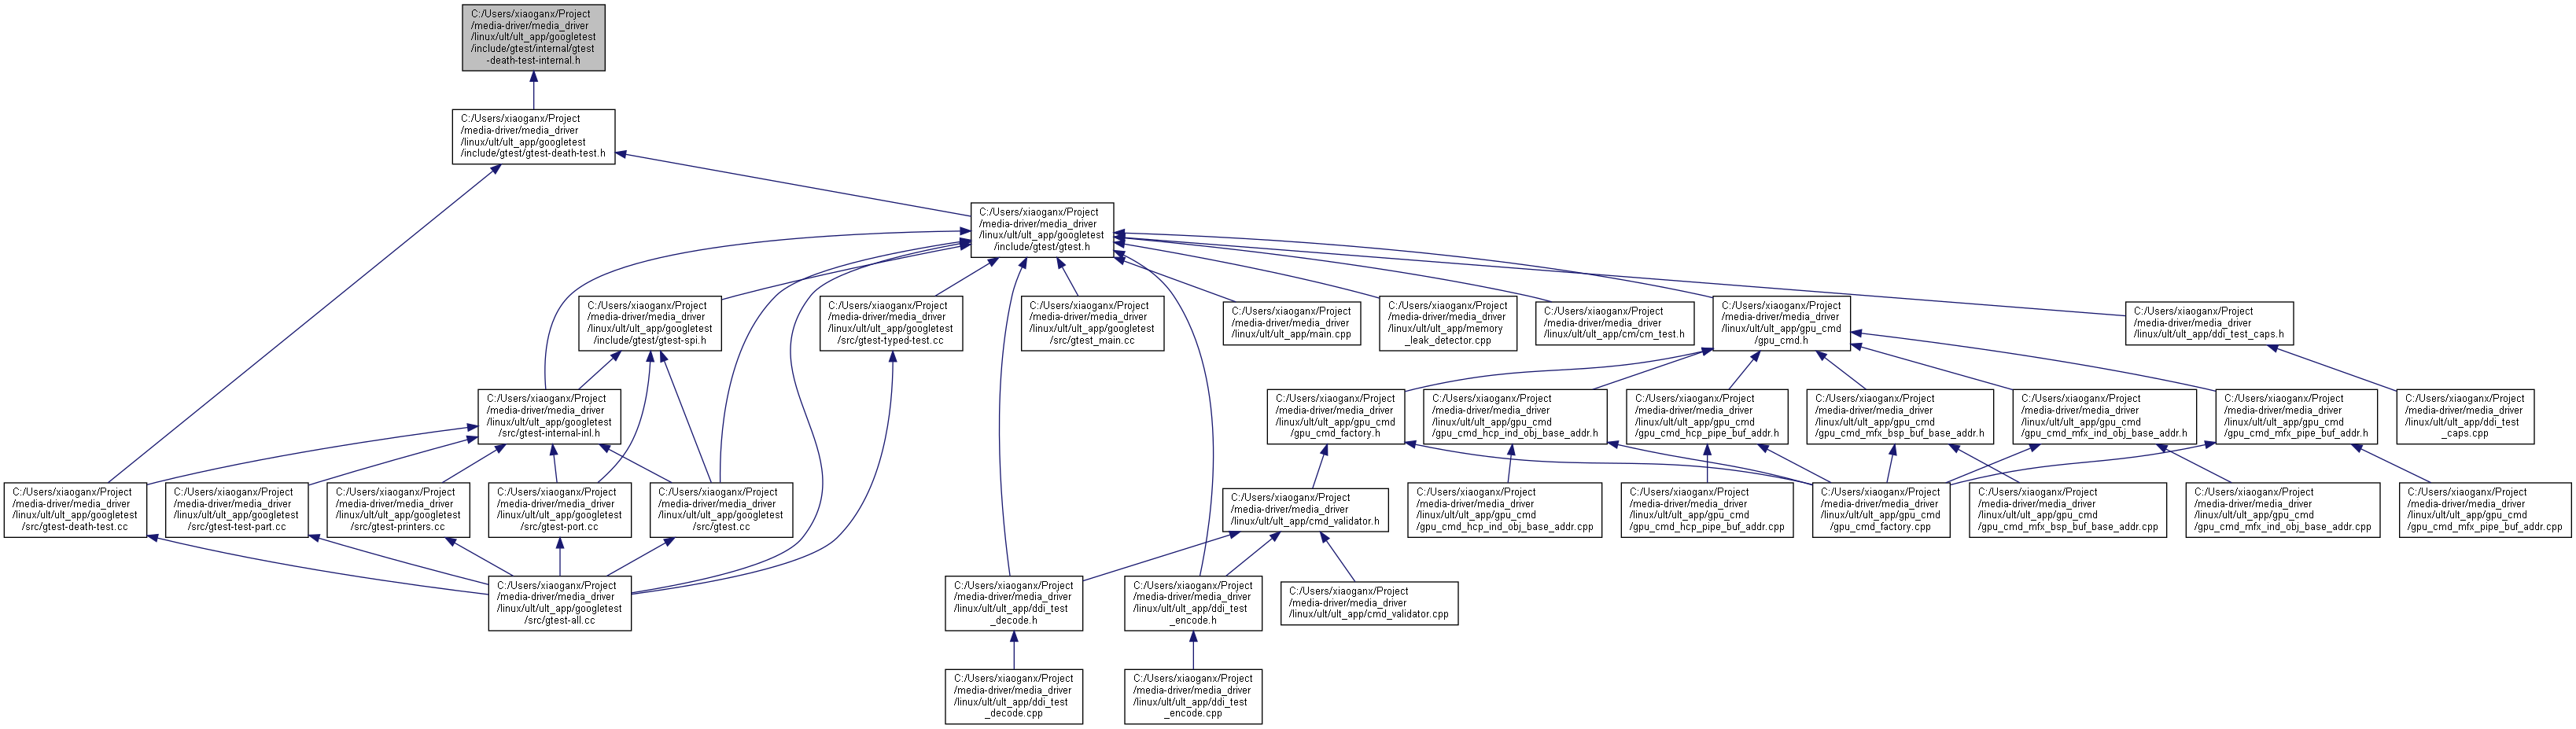 C:/Users/xiaoganx/Project
/media-driver/media_driver
/linux/ult/ult_app/googletest
/include/gtest/internal/gtest
-death-test-internal.h
C:/Users/xiaoganx/Project
/media-driver/media_driver
/linux/ult/ult_app/googletest
/include/gtest/gtest-death-test.h
C:/Users/xiaoganx/Project
/media-driver/media_driver
/linux/ult/ult_app/googletest
/include/gtest/gtest.h
C:/Users/xiaoganx/Project
/media-driver/media_driver
/linux/ult/ult_app/googletest
/include/gtest/gtest-spi.h
C:/Users/xiaoganx/Project
/media-driver/media_driver
/linux/ult/ult_app/googletest
/src/gtest-typed-test.cc
C:/Users/xiaoganx/Project
/media-driver/media_driver
/linux/ult/ult_app/googletest
/src/gtest_main.cc
C:/Users/xiaoganx/Project
/media-driver/media_driver
/linux/ult/ult_app/main.cpp
C:/Users/xiaoganx/Project
/media-driver/media_driver
/linux/ult/ult_app/memory
_leak_detector.cpp
C:/Users/xiaoganx/Project
/media-driver/media_driver
/linux/ult/ult_app/cm/cm_test.h
C:/Users/xiaoganx/Project
/media-driver/media_driver
/linux/ult/ult_app/gpu_cmd
/gpu_cmd.h
C:/Users/xiaoganx/Project
/media-driver/media_driver
/linux/ult/ult_app/ddi_test_caps.h
C:/Users/xiaoganx/Project
/media-driver/media_driver
/linux/ult/ult_app/googletest
/src/gtest-internal-inl.h
C:/Users/xiaoganx/Project
/media-driver/media_driver
/linux/ult/ult_app/gpu_cmd
/gpu_cmd_factory.h
C:/Users/xiaoganx/Project
/media-driver/media_driver
/linux/ult/ult_app/gpu_cmd
/gpu_cmd_hcp_ind_obj_base_addr.h
C:/Users/xiaoganx/Project
/media-driver/media_driver
/linux/ult/ult_app/gpu_cmd
/gpu_cmd_hcp_pipe_buf_addr.h
C:/Users/xiaoganx/Project
/media-driver/media_driver
/linux/ult/ult_app/gpu_cmd
/gpu_cmd_mfx_bsp_buf_base_addr.h
C:/Users/xiaoganx/Project
/media-driver/media_driver
/linux/ult/ult_app/gpu_cmd
/gpu_cmd_mfx_ind_obj_base_addr.h
C:/Users/xiaoganx/Project
/media-driver/media_driver
/linux/ult/ult_app/gpu_cmd
/gpu_cmd_mfx_pipe_buf_addr.h
C:/Users/xiaoganx/Project
/media-driver/media_driver
/linux/ult/ult_app/ddi_test
_caps.cpp
C:/Users/xiaoganx/Project
/media-driver/media_driver
/linux/ult/ult_app/googletest
/src/gtest-death-test.cc
C:/Users/xiaoganx/Project
/media-driver/media_driver
/linux/ult/ult_app/googletest
/src/gtest-test-part.cc
C:/Users/xiaoganx/Project
/media-driver/media_driver
/linux/ult/ult_app/googletest
/src/gtest-printers.cc
C:/Users/xiaoganx/Project
/media-driver/media_driver
/linux/ult/ult_app/googletest
/src/gtest-port.cc
C:/Users/xiaoganx/Project
/media-driver/media_driver
/linux/ult/ult_app/googletest
/src/gtest.cc
C:/Users/xiaoganx/Project
/media-driver/media_driver
/linux/ult/ult_app/cmd_validator.h
C:/Users/xiaoganx/Project
/media-driver/media_driver
/linux/ult/ult_app/gpu_cmd
/gpu_cmd_hcp_ind_obj_base_addr.cpp
C:/Users/xiaoganx/Project
/media-driver/media_driver
/linux/ult/ult_app/gpu_cmd
/gpu_cmd_hcp_pipe_buf_addr.cpp
C:/Users/xiaoganx/Project
/media-driver/media_driver
/linux/ult/ult_app/gpu_cmd
/gpu_cmd_factory.cpp
C:/Users/xiaoganx/Project
/media-driver/media_driver
/linux/ult/ult_app/gpu_cmd
/gpu_cmd_mfx_bsp_buf_base_addr.cpp
C:/Users/xiaoganx/Project
/media-driver/media_driver
/linux/ult/ult_app/gpu_cmd
/gpu_cmd_mfx_ind_obj_base_addr.cpp
C:/Users/xiaoganx/Project
/media-driver/media_driver
/linux/ult/ult_app/gpu_cmd
/gpu_cmd_mfx_pipe_buf_addr.cpp
C:/Users/xiaoganx/Project
/media-driver/media_driver
/linux/ult/ult_app/googletest
/src/gtest-all.cc
C:/Users/xiaoganx/Project
/media-driver/media_driver
/linux/ult/ult_app/ddi_test
_decode.h
C:/Users/xiaoganx/Project
/media-driver/media_driver
/linux/ult/ult_app/ddi_test
_encode.h
C:/Users/xiaoganx/Project
/media-driver/media_driver
/linux/ult/ult_app/cmd_validator.cpp
C:/Users/xiaoganx/Project
/media-driver/media_driver
/linux/ult/ult_app/ddi_test
_decode.cpp
C:/Users/xiaoganx/Project
/media-driver/media_driver
/linux/ult/ult_app/ddi_test
_encode.cpp